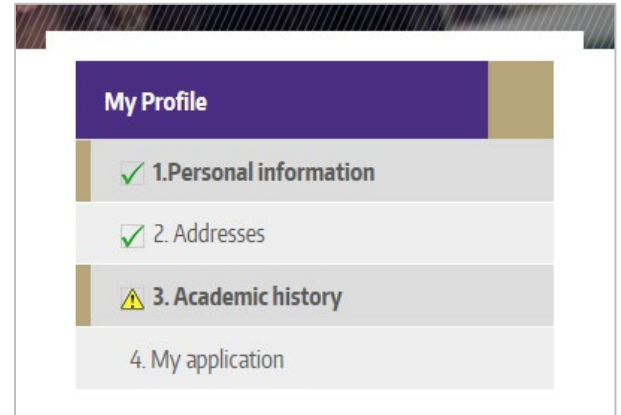 My Profile
1.Personal information
2. Addresses
3. Academic history
4. My application